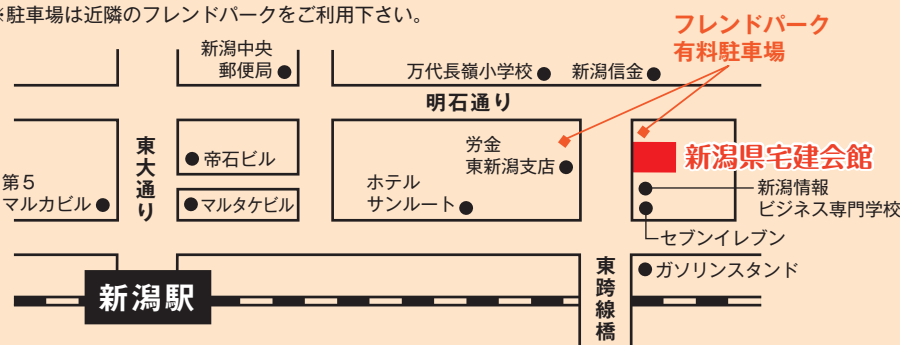 ※駐車場は近隣のフレンドパークをご利用下さい。
フレンドパーク
有料駐車場
新潟中央
郵便局
万代長嶺小学校
新潟信金
明石通り
東大通り
帝石ビル
労金
東新潟支店
新潟県宅建会館
第5
マルカビル
マルタケビル
ホテル
サンルート
新潟情報
ビジネス専門学校
セブンイレブン
新潟駅
東跨線橋
ガソリンスタンド